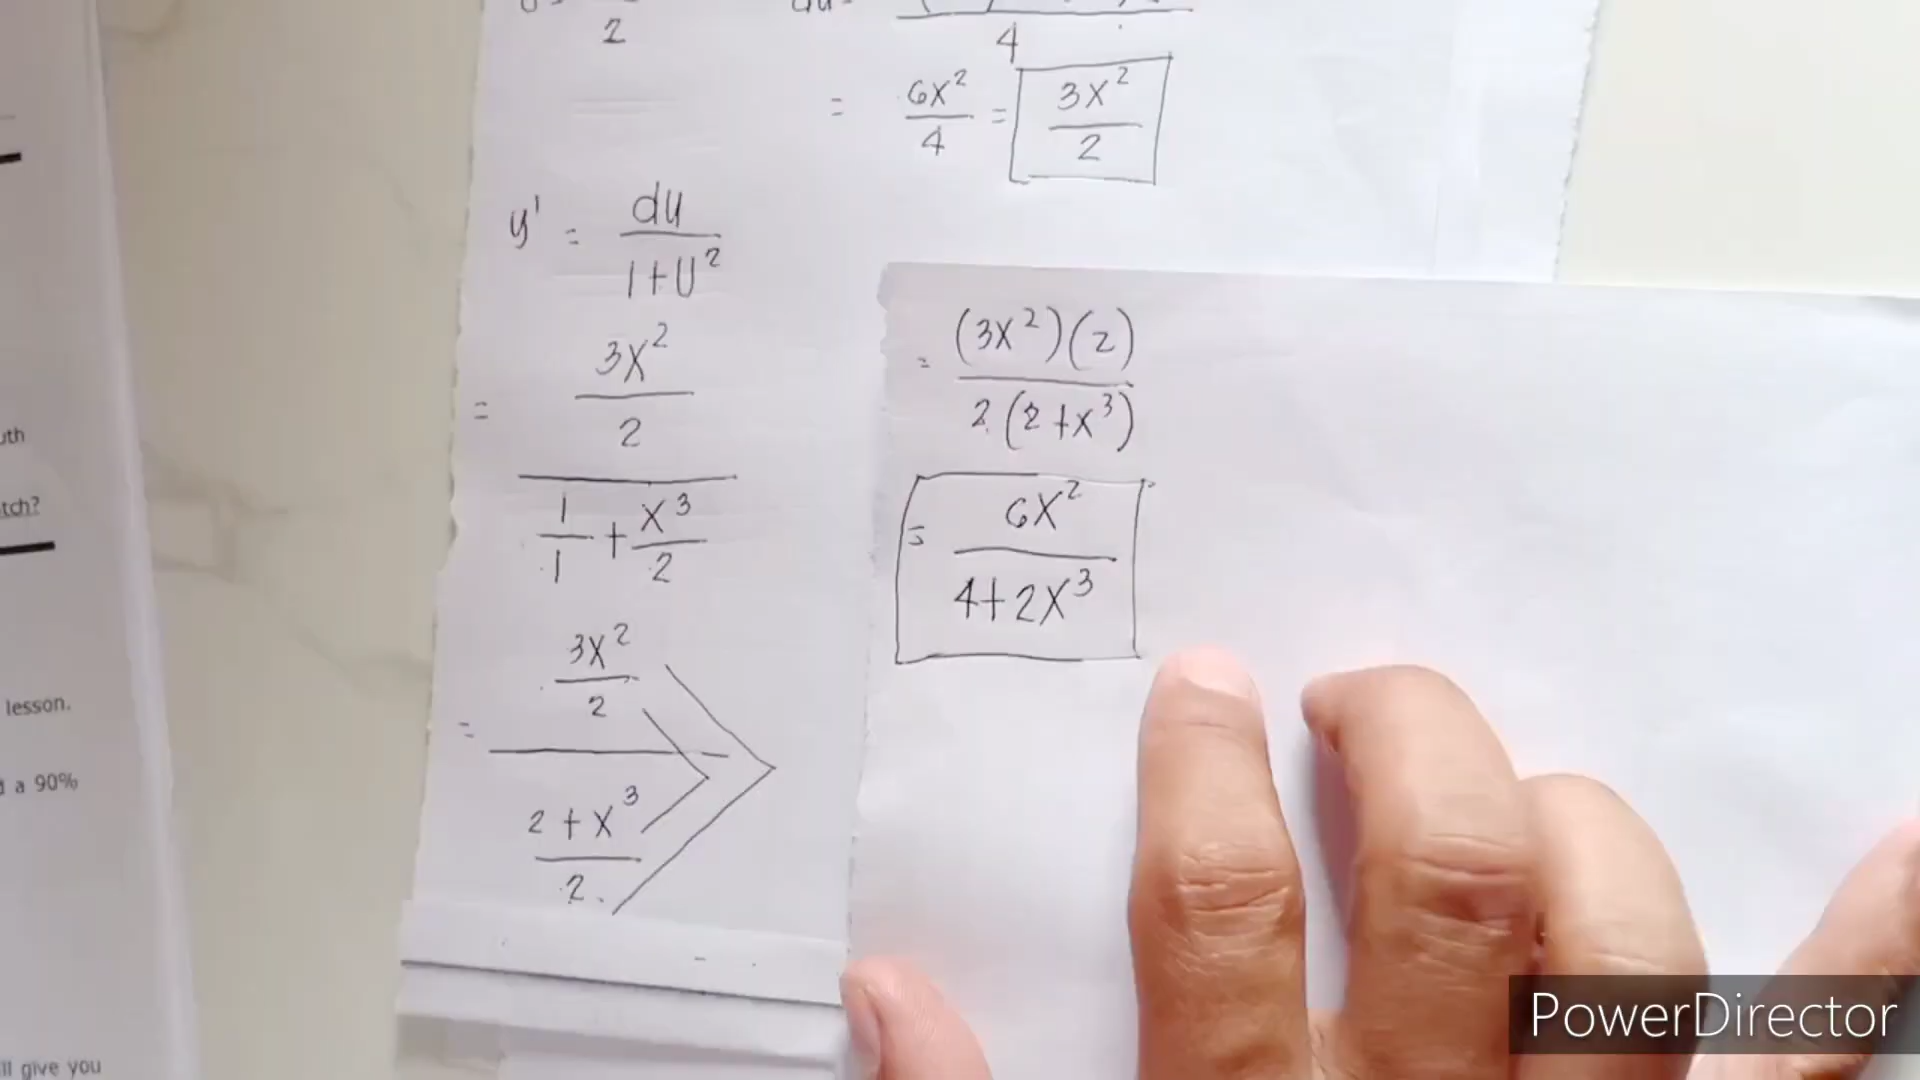 2
4
= 6x²/4 = 3x²/2
y' = du/1+U²
= 3x²/2
1/1 + x³/2
= 3x²/2
2+x³/2
= (3x²)(2)/2(2+x³)
= 6x²/4+2x³
uth
tch?
lesson.
a 90%
ll give you
PowerDirector